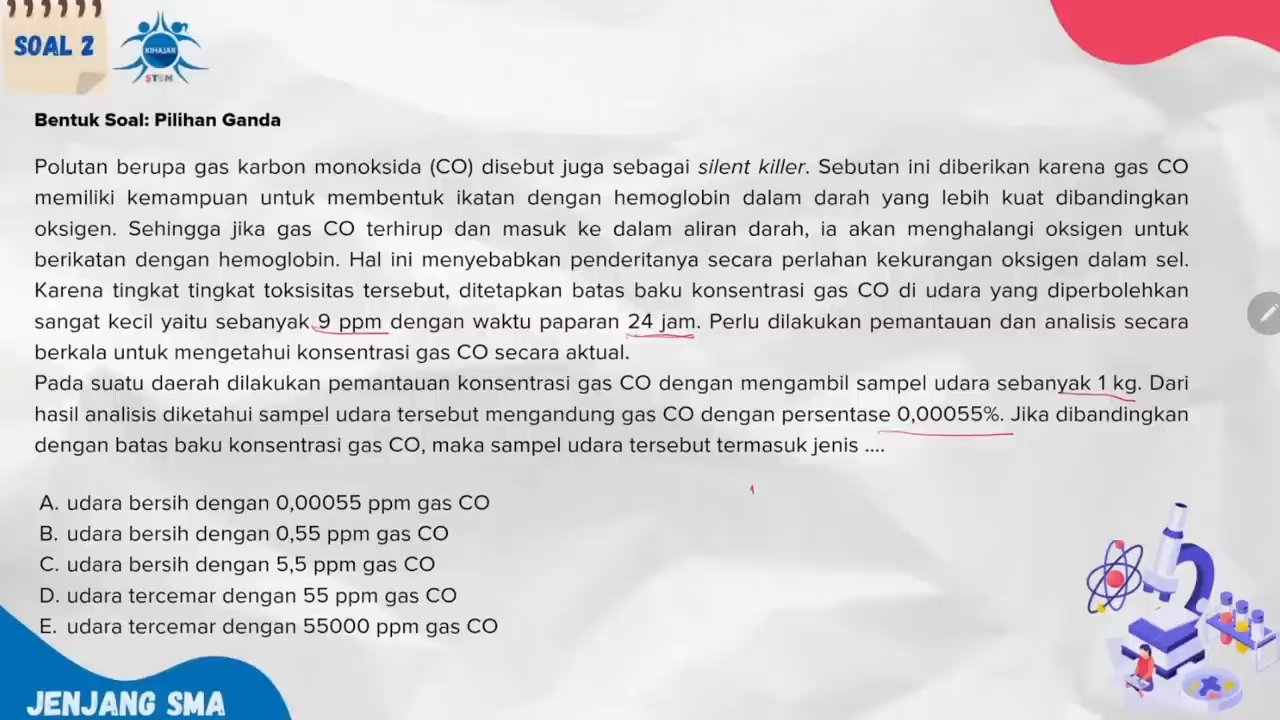 SOAL 2
KIHAJAR
STEM
Bentuk Soal: Pilihan Ganda
Polutan berupa gas karbon monoksida (CO) disebut juga sebagai silent killer. Sebutan ini diberikan karena gas CO
memiliki kemampuan untuk membentuk ikatan dengan hemoglobin dalam darah yang lebih kuat dibandingkan
oksigen. Sehingga jika gas CO terhirup dan masuk ke dalam aliran darah, ia akan menghalangi oksigen untuk
berikatan dengan hemoglobin. Hal ini menyebabkan penderitanya secara perlahan kekurangan oksigen dalam sel.
Karena tingkat tingkat toksisitas tersebut, ditetapkan batas baku konsentrasi gas CO di udara yang diperbolehkan
sangat kecil yaitu sebanyak 9 ppm dengan waktu paparan 24 jam. Perlu dilakukan pemantauan dan analisis secara
berkala untuk mengetahui konsentrasi gas CO secara aktual.
Pada suatu daerah dilakukan pemantauan konsentrasi gas CO dengan mengambil sampel udara sebanyak 1 kg. Dari
hasil analisis diketahui sampel udara tersebut mengandung gas CO dengan persentase 0,00055%. Jika dibandingkan
dengan batas baku konsentrasi gas CO, maka sampel udara tersebut termasuk jenis ....
A. udara bersih dengan 0,00055 ppm gas CO
B. udara bersih dengan 0,55 ppm gas CO
C. udara bersih dengan 5,5 ppm gas CO
D. udara tercemar dengan 55 ppm gas CO
E. udara tercemar dengan 55000 ppm gas CO
JENJANG SMA